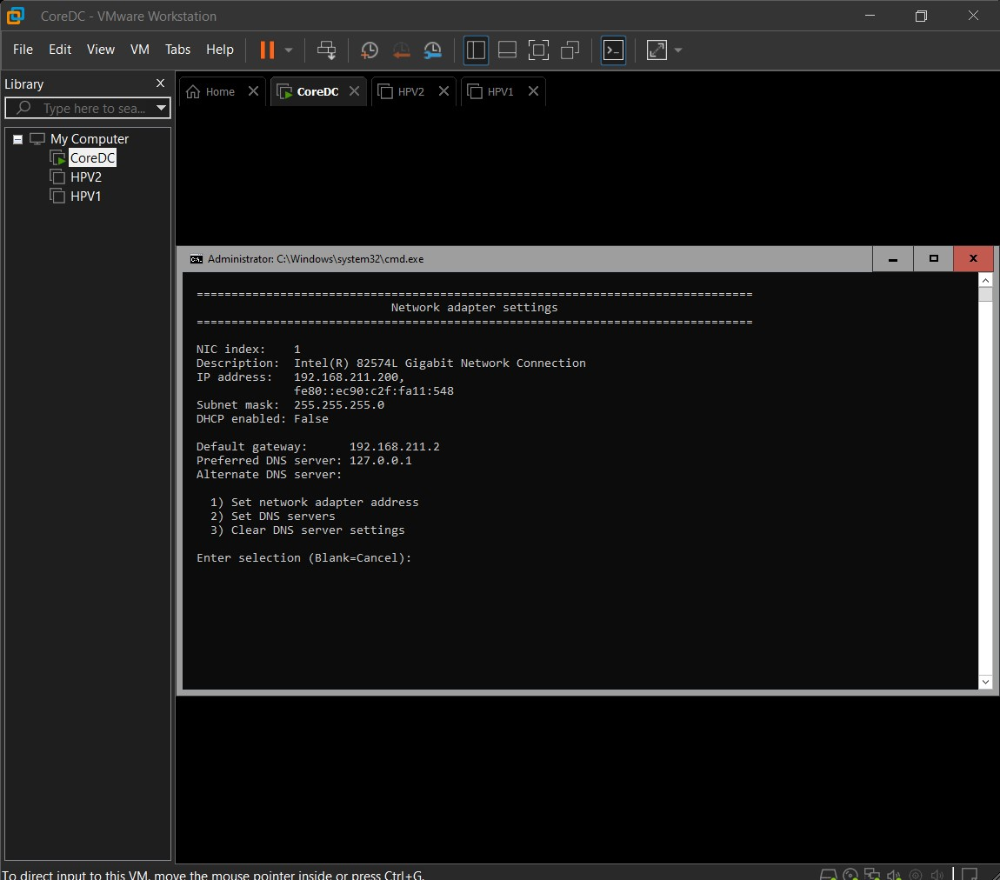 CoreDC - VMware Workstation
File Edit View VM Tabs Help
Library
Type here to sea...
My Computer
CoreDC
HPV2
HPV1
Home
CoreDC
HPV2
HPV1
Administrator: C:\Windows\system32\cmd.exe
================================================================================
Network adapter settings
================================================================================
NIC index: 1
Description: Intel(R) 82574L Gigabit Network Connection
IP address: 192.168.211.200,
fe80::ec90:c2f:fa11:548
Subnet mask: 255.255.255.0
DHCP enabled: False
Default gateway: 192.168.211.2
Preferred DNS server: 127.0.0.1
Alternate DNS server:
1) Set network adapter address
2) Set DNS servers
3) Clear DNS server settings
Enter selection (Blank=Cancel):
To direct input to this VM, move the mouse pointer inside or press Ctrl+G.